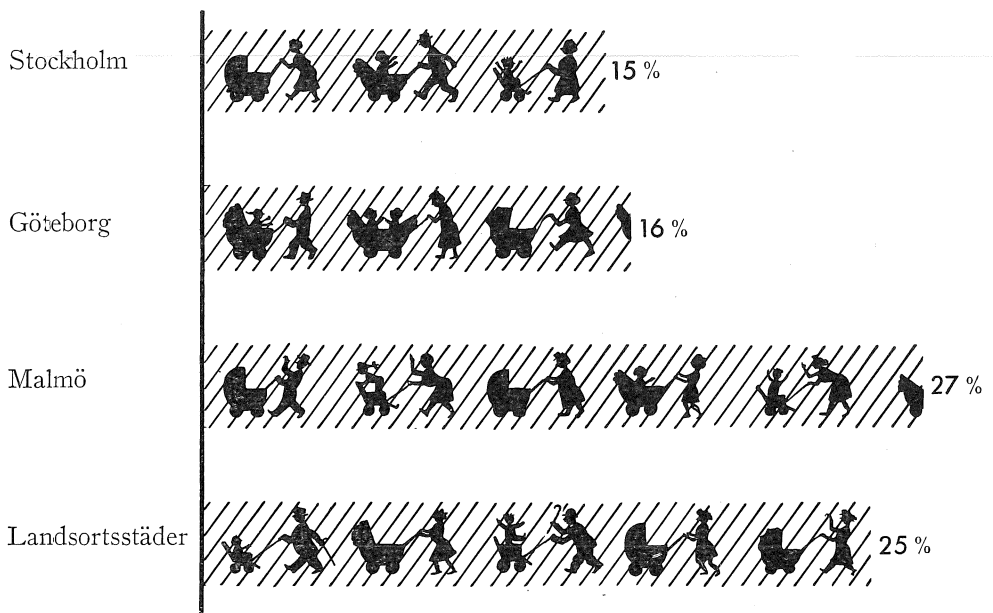 Stockholm 15 %
Göteborg 16 %
Malmö 27 %
Landsortsstäder 25 %